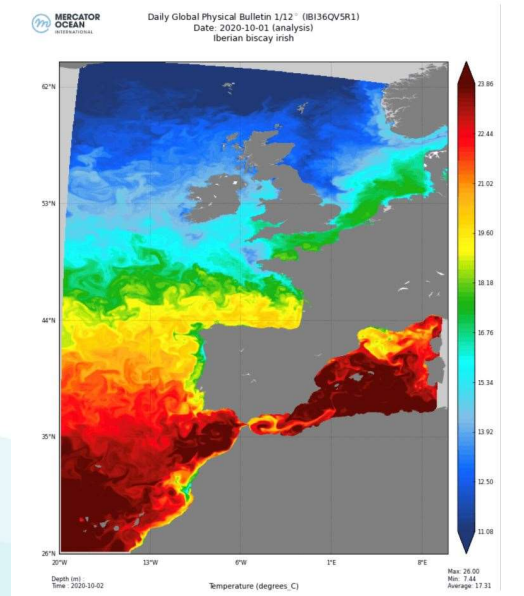 MERCATOR
OCEAN
INTERNATIONAL
Daily Global Physical Bulletin 1/12° (IBI36QV5R1)
Date: 2020-10-01 (analysis)
Iberian biscay irish
62°N
53°N
44°N
35°N
26°N
20°W
13°W
6°W
1°E
8°E
23.86
22.44
21.02
19.60
18.18
16.76
15.34
13.92
12.50
11.08
Depth (m) :
Time : 2020-10-02
Temperature (degrees_C)
Max: 26.00
Min: 7.44
Average: 17.31